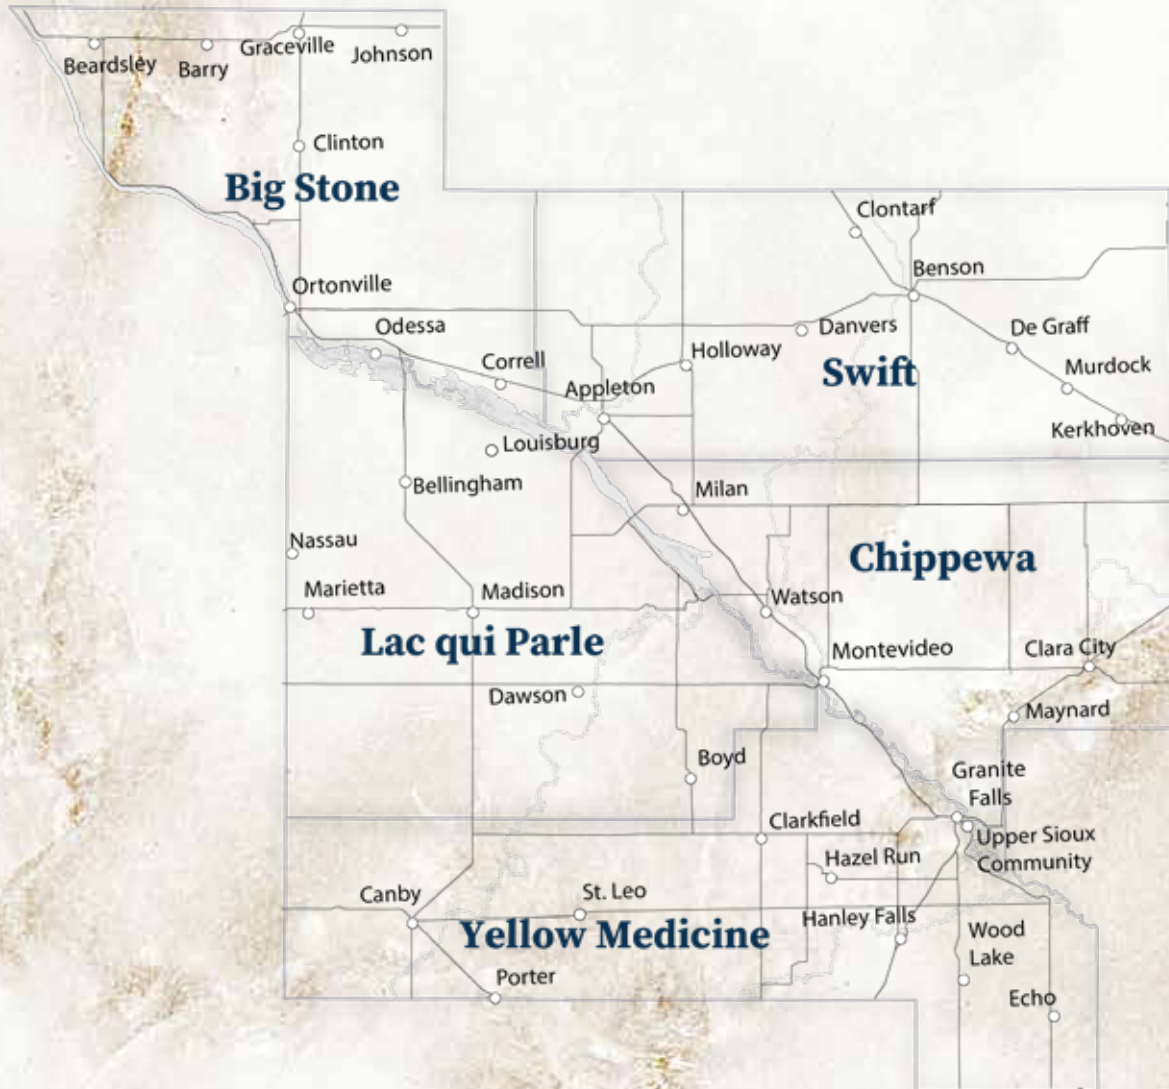 Graceville
Johnson
Beardsley
Barry
Clinton
Big Stone
Clontarf
Benson
Ortonville
Odessa
Danvers
De Graff
Correll
Holloway
Swift
Murdock
Appleton
Kerkhoven
Louisburg
Bellingham
Milan
Nassau
Chippewa
Marietta
Madison
Watson
Lac qui Parle
Montevideo
Clara City
Dawson
Maynard
Boyd
Granite
Falls
Clarkfield
Upper Sioux
Community
Hazel Run
Canby
St. Leo
Hanley Falls
Yellow Medicine
Wood
Lake
Porter
Echo